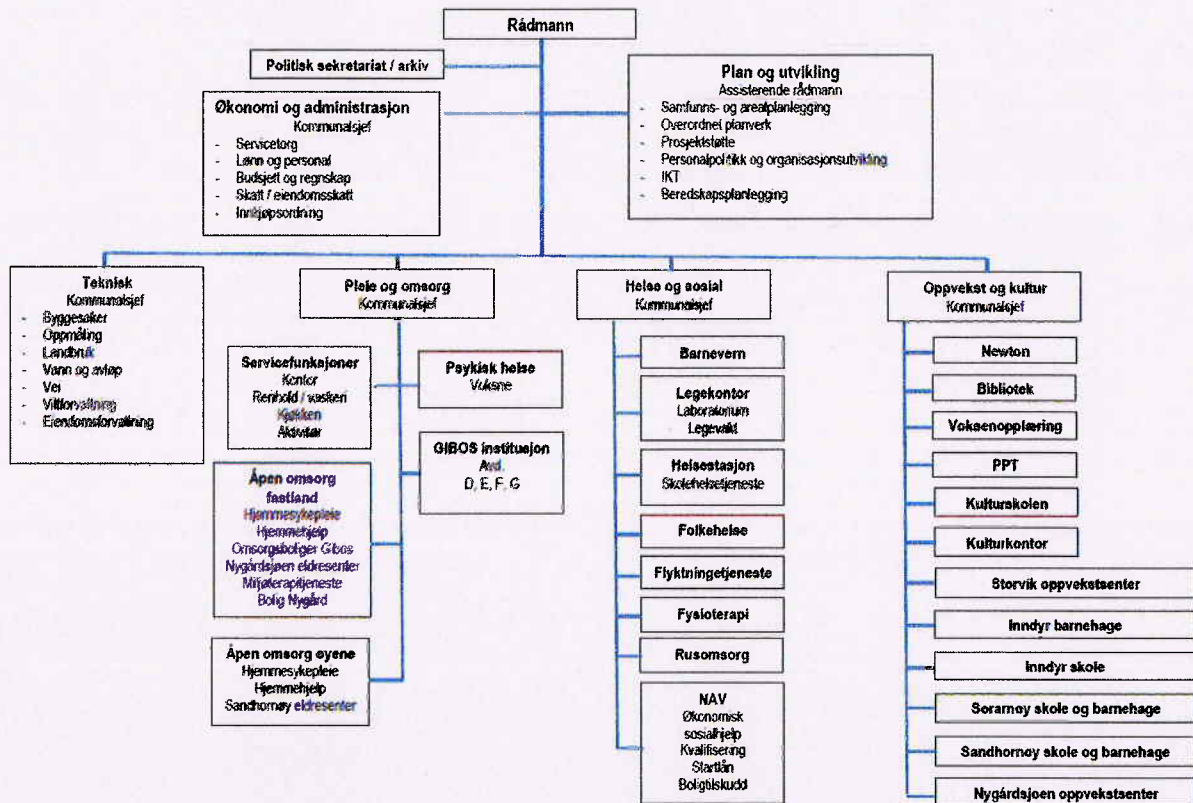 Rådmann
Politisk sekretariat / arkiv
Plan og utvikling
Assisterende rådmann
- Samfunns- og arealplanlegging
- Overordnet planverk
- Prosjektstøtte
- Personalpolitikk og organisasjonsutvikling
- IKT
- Beredskapsplanlegging
Økonomi og administrasjon
Kommunalsjef
- Servicetorg
- Lønn og personal
- Budsjett og regnskap
- Skatt / eiendomsskatt
- Innkjøpsordning
Teknisk
Kommunalsjef
- Byggesaker
- Oppmåling
- Landbruk
- Vann og avløp
- Vei
- Viltforvaltning
- Eiendomsforvaltning
Pleie og omsorg
Kommunalsjef
Servicefunksjoner
Kontor
Renhold / vaskeri
Kjøkken
Aktivitør
Psykisk helse
Voksne
GIBOS institusjon
Avd.
D, E, F, G
Åpen omsorg
fastland
Hjemmesykepleie
Hjemmehjelp
Omsorgsboliger Gibos
Nygårdsjøen eldresenter
Miljøterapitjeneste
Bolig Nygård
Åpen omsorg øyene
Hjemmesykepleie
Hjemmehjelp
Sandhornøy eldresenter
Helse og sosial
Kommunalsjef
Barnevern
Legekontor
Laboratorium
Legevakt
Helsestasjon
Skolehelsetjeneste
Folkehelse
Flyktningetjeneste
Fysioterapi
Rusomsorg
NAV
Økonomisk
sosialhjelp
Kvalifisering
Startlån
Boligtilskudd
Oppvekst og kultur
Kommunalsjef
Newton
Bibliotek
Voksenopplæring
PPT
Kulturskolen
Kulturkontor
Storvik oppvekstsenter
Inndyr barnehage
Inndyr skole
Sørarnøy skole og barnehage
Sandhornøy skole og barnehage
Nygårdsjøen oppvekstsenter